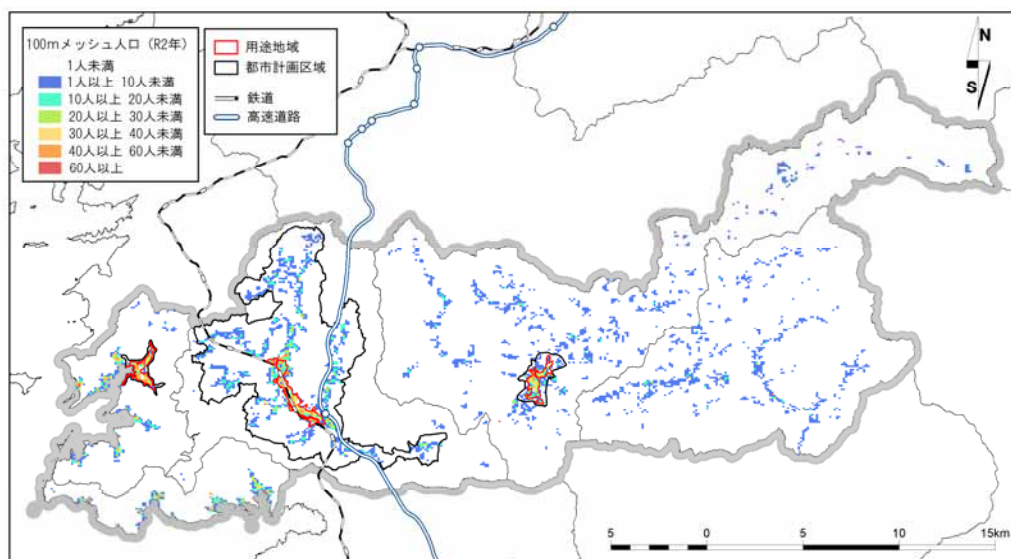 100mメッシュ人口（R2年）
1人未満
1人以上 10人未満
10人以上 20人未満
20人以上 30人未満
30人以上 40人未満
40人以上 60人未満
60人以上
用途地域
都市計画区域
鉄道
高速道路
N
S
5 0 5 10 15km